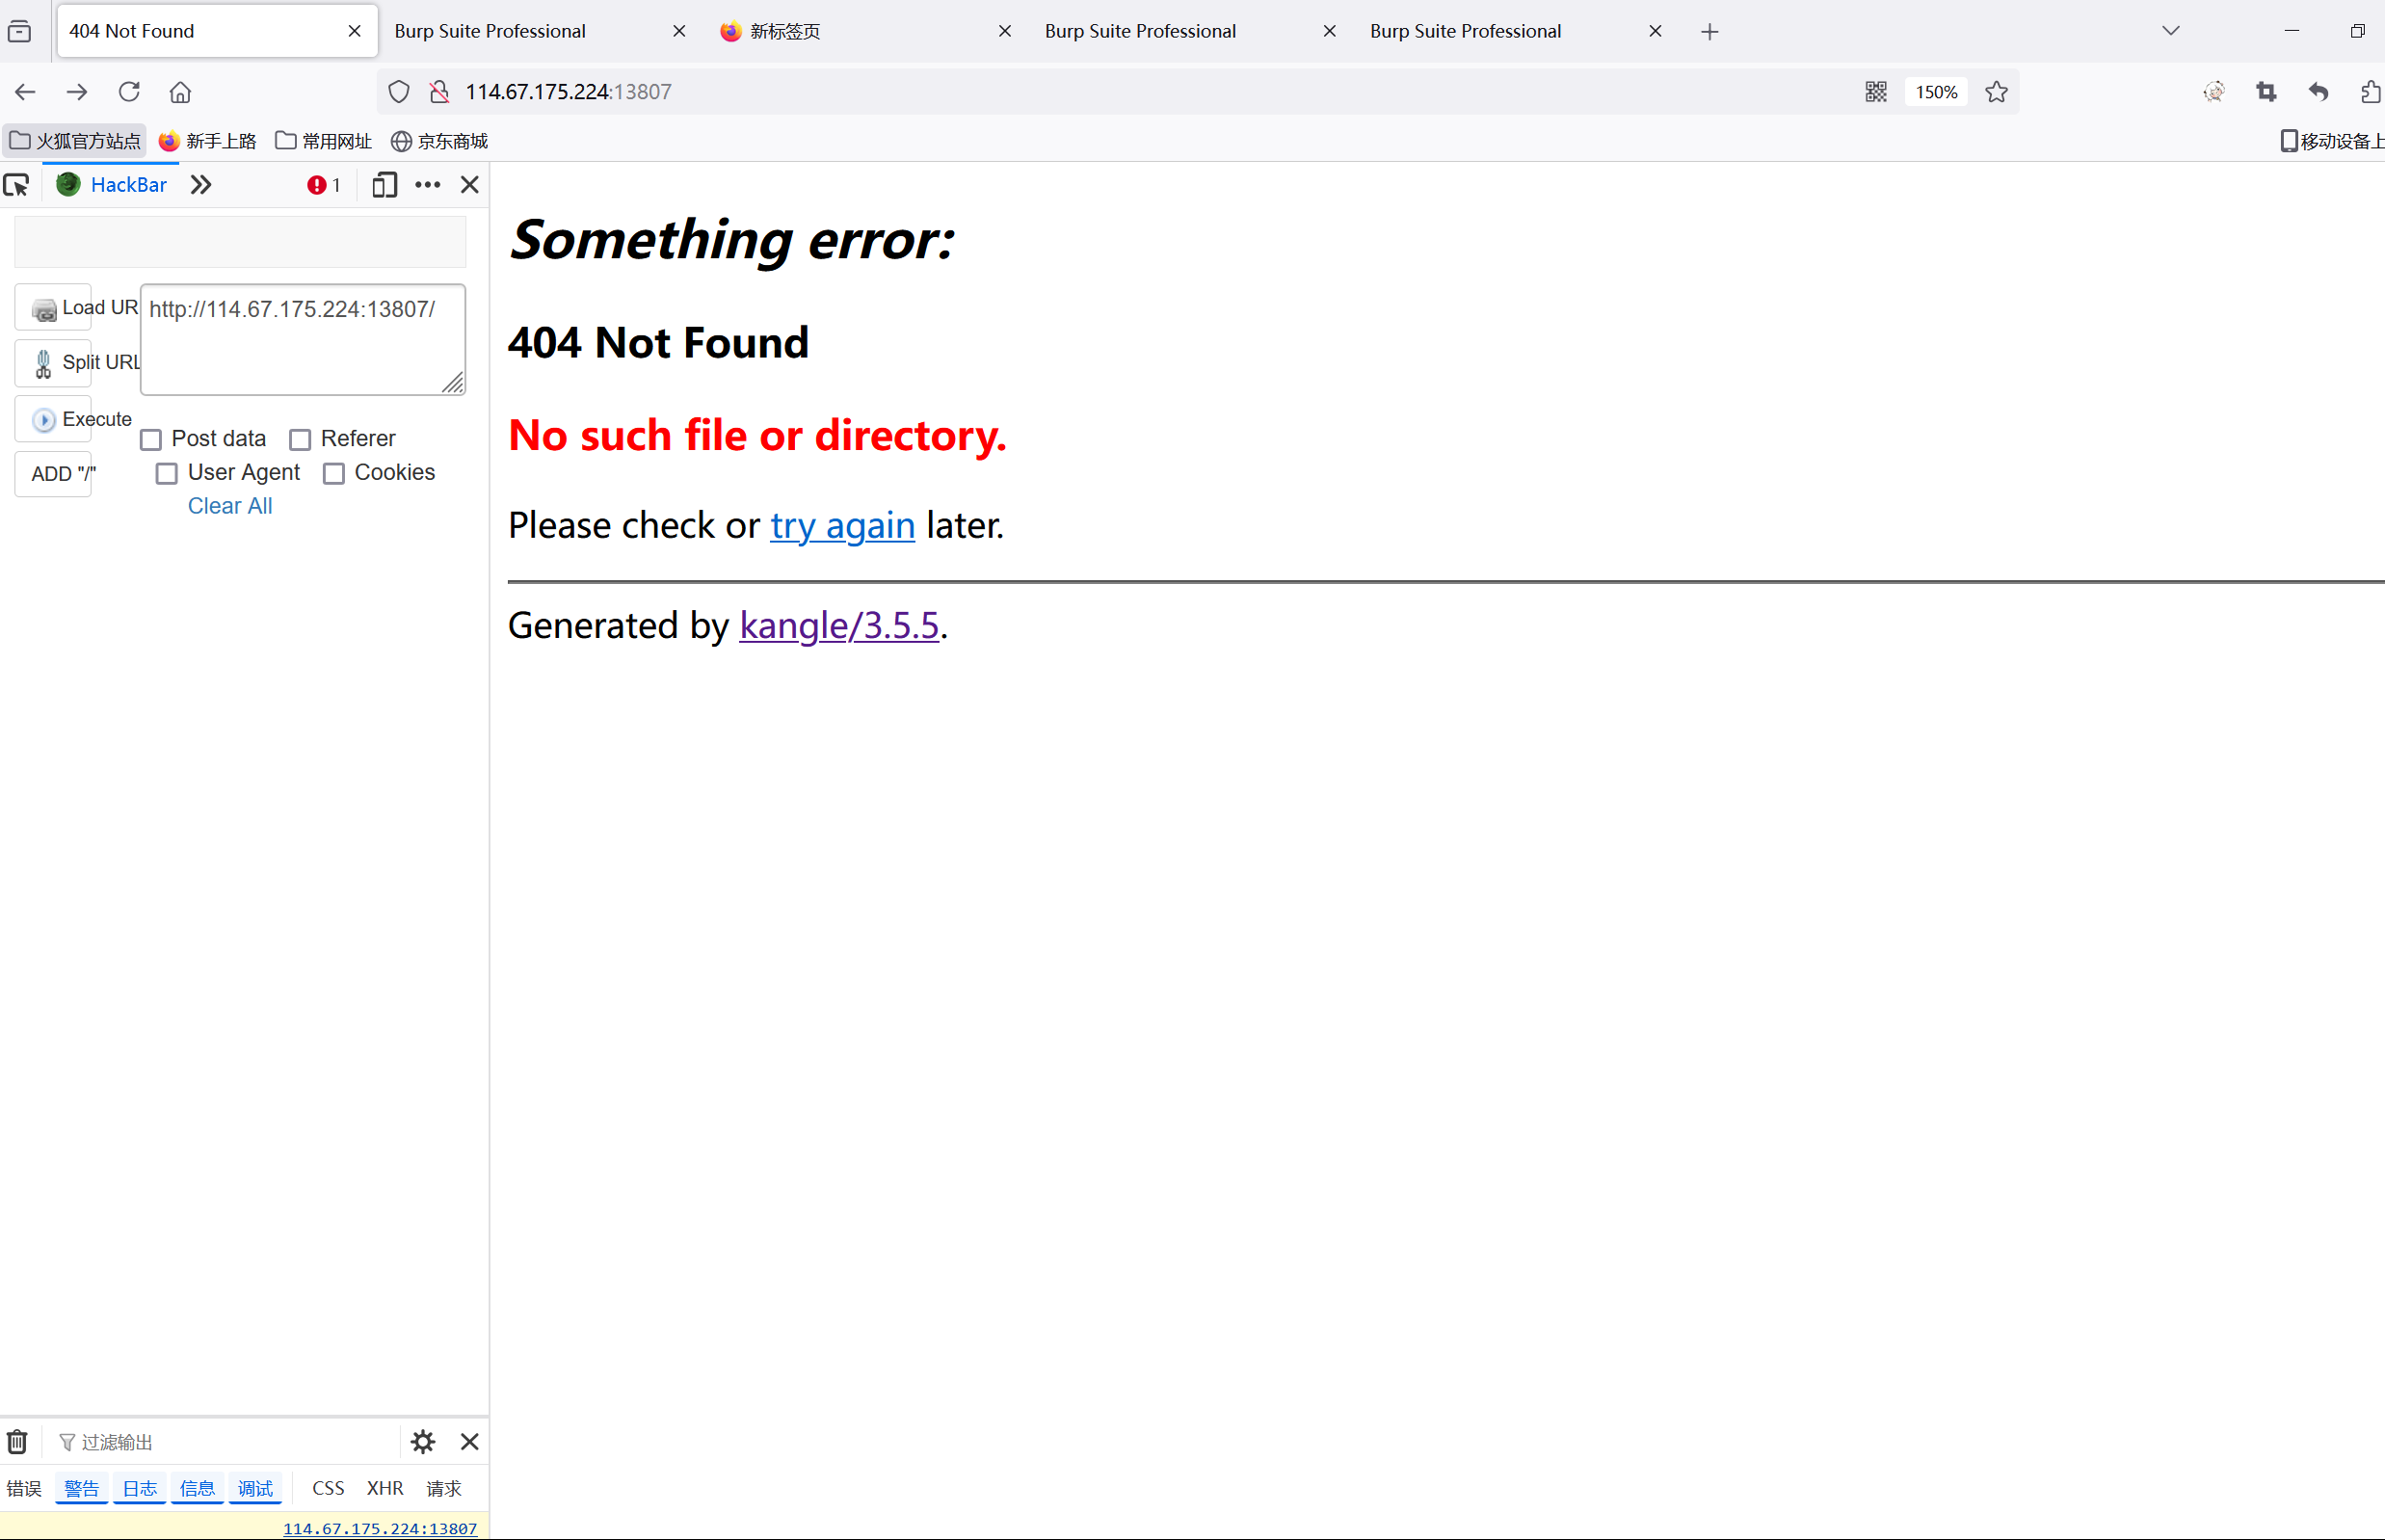 404 Not Found
Burp Suite Professional
新标签页
Burp Suite Professional
Burp Suite Professional
114.67.175.224:13807
150%
火狐官方站点
新手上路
常用网址
京东商城
移动设备上
HackBar
1
Load UR
http://114.67.175.224:13807/
Split URL
Execute
Post data
Referer
ADD "/"
User Agent
Cookies
Clear All
Something error:
404 Not Found
No such file or directory.
Please check or try again later.
Generated by kangle/3.5.5.
过滤输出
错误
警告
日志
信息
调试
CSS
XHR
请求
114.67.175.224:13807